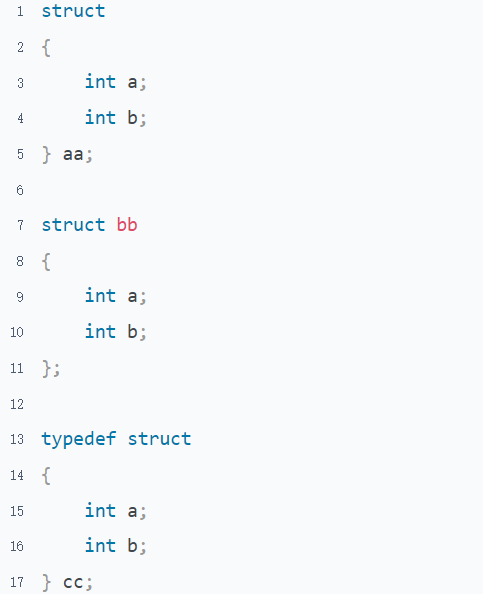 1 struct
2 {
3     int a;
4     int b;
5 } aa;
6
7 struct bb
8 {
9     int a;
10     int b;
11 };
12
13 typedef struct
14 {
15     int a;
16     int b;
17 } cc;